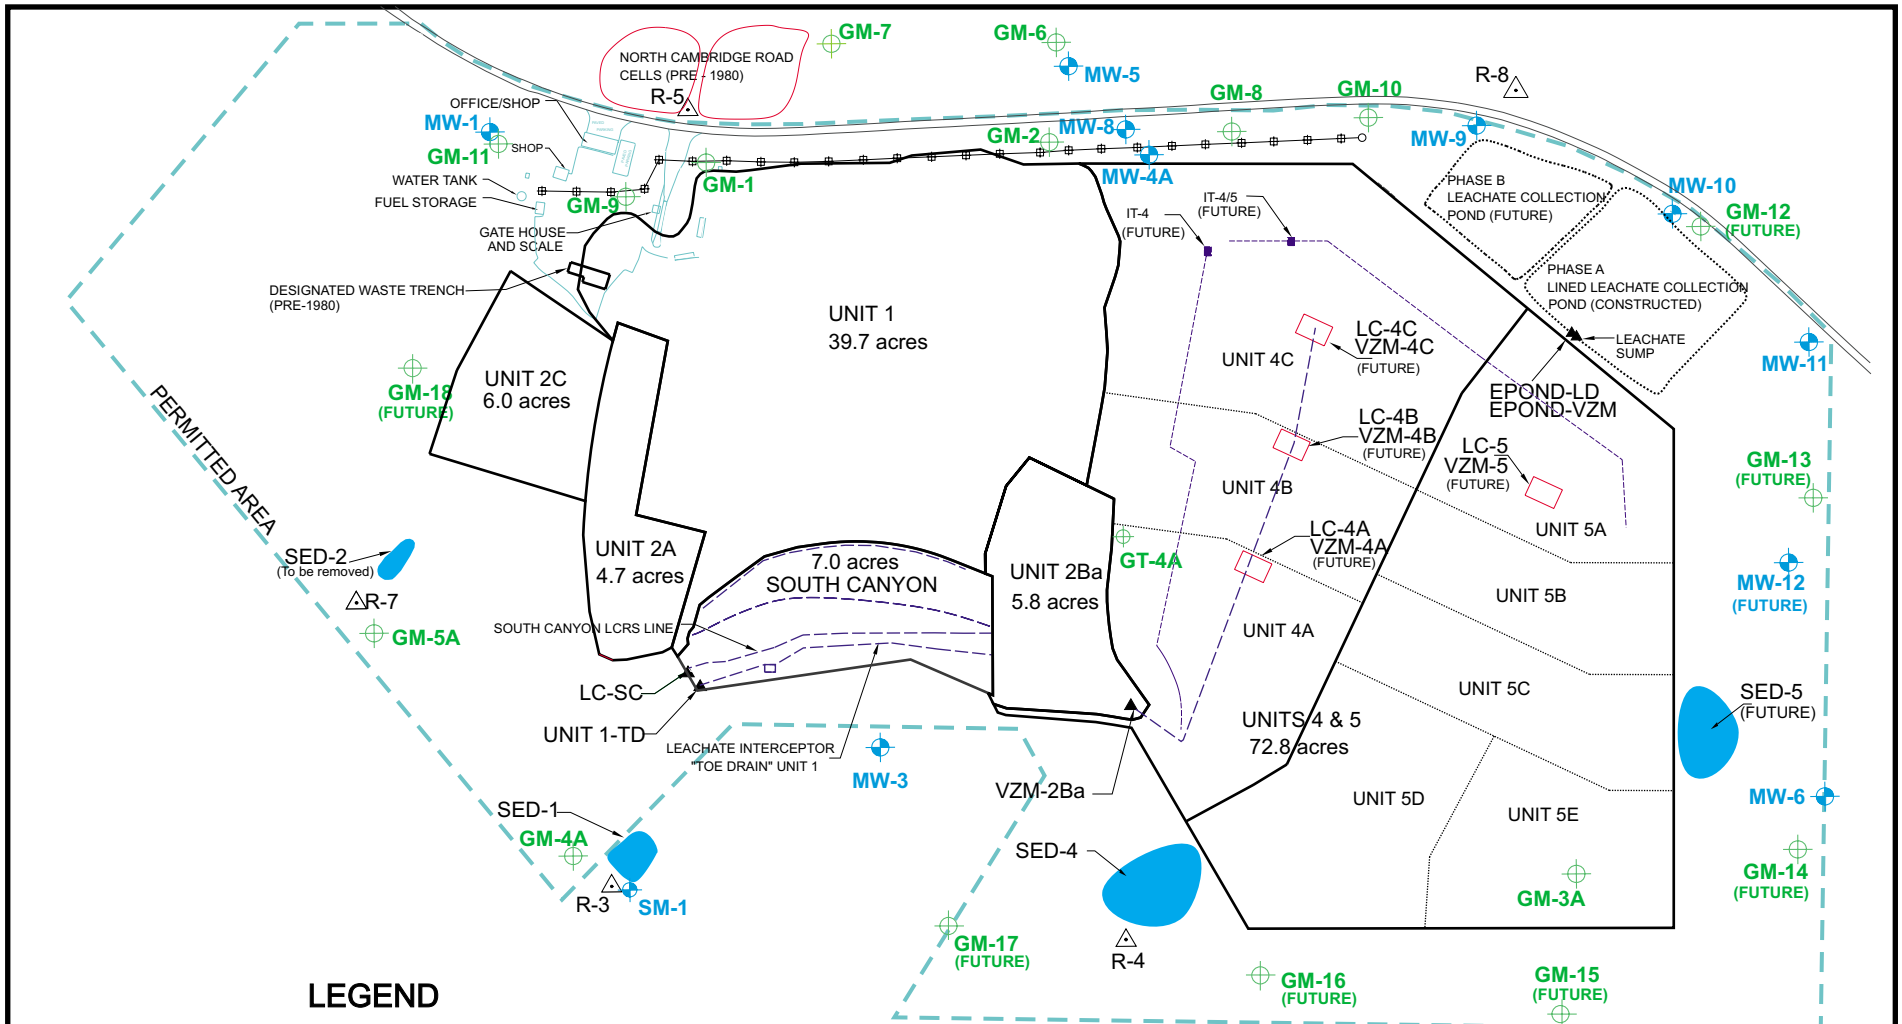 GM-7
GM-6
NORTH CAMBRIDGE ROAD
CELLS (PRE - 1980)
MW-5
R-8
R-5
OFFICE/SHOP
GM-8
GM-10
MW-1
GM-11
SHOP
GM-2
MW-8
MW-9
WATER TANK
FUEL STORAGE
GM-1
MW-4A
GM-9
PHASE B
LEACHATE COLLECTION
POND (FUTURE)
MW-10
GM-12
(FUTURE)
IT-4
(FUTURE)
IT-4/5
(FUTURE)
GATE HOUSE
AND SCALE
PHASE A
LINED LEACHATE COLLECTION
POND (CONSTRUCTED)
DESIGNATED WASTE TRENCH
(PRE-1980)
UNIT 1
39.7 acres
LC-4C
VZM-4C
(FUTURE)
UNIT 4C
LEACHATE
SUMP
MW-11
UNIT 2C
6.0 acres
GM-18
(FUTURE)
PERMITTED AREA
EPOND-LD
EPOND-VZM
LC-4B
VZM-4B
(FUTURE)
LC-5
VZM-5
(FUTURE)
GM-13
(FUTURE)
UNIT 4B
UNIT 5A
LC-4A
VZM-4A
(FUTURE)
SED-2
(To be removed)
UNIT 2A
4.7 acres
7.0 acres
SOUTH CANYON
UNIT 2Ba
5.8 acres
GT-4A
MW-12
(FUTURE)
UNIT 5B
R-7
GM-5A
SOUTH CANYON LCRS LINE
UNIT 4A
UNIT 5C
LC-SC
SED-5
(FUTURE)
UNIT 1-TD
UNITS 4 & 5
72.8 acres
LEACHATE INTERCEPTOR
"TOE DRAIN" UNIT 1
MW-3
VZM-2Ba
UNIT 5D
UNIT 5E
MW-6
SED-1
GM-4A
SED-4
GM-14
(FUTURE)
GM-3A
R-3
SM-1
GM-17
(FUTURE)
R-4
GM-16
(FUTURE)
GM-15
(FUTURE)
LEGEND